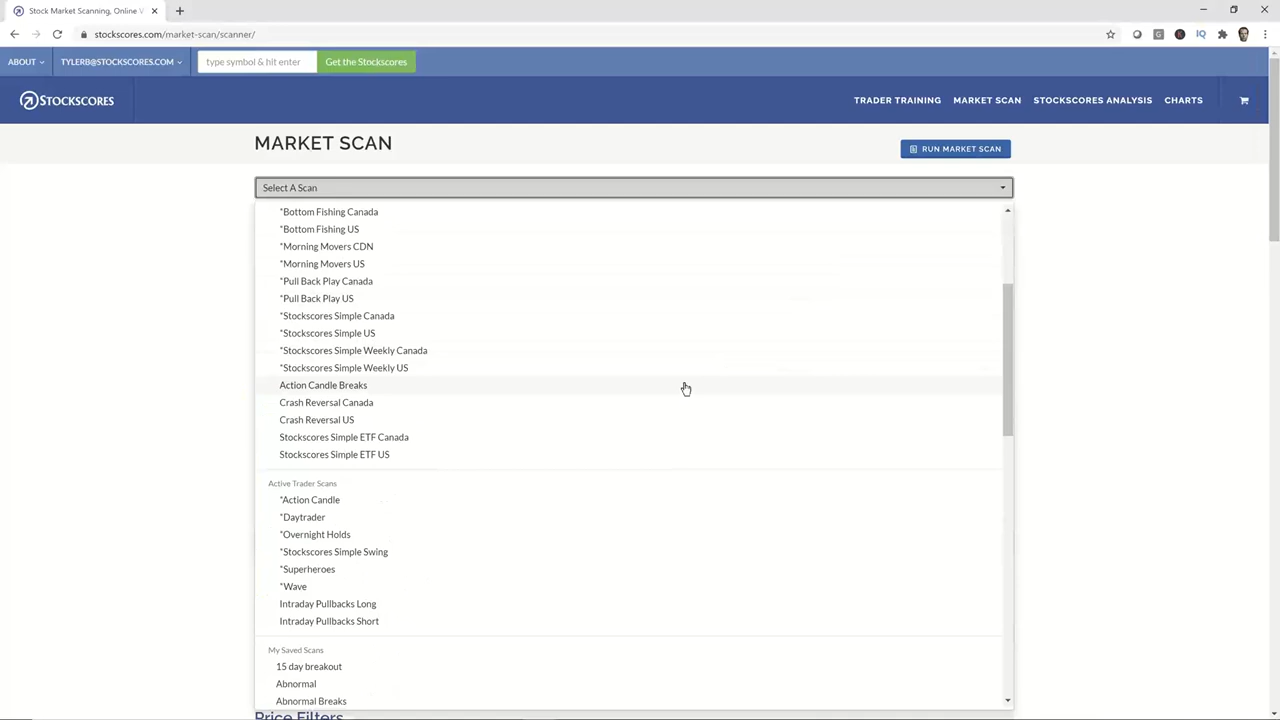 Stock Market Scanning, Online V
stockscores.com/market-scan/scanner/
ABOUT
TYLERB@STOCKSCORES.COM
type symbol & hit enter
Get the Stockscores
STOCKSCORES
TRADER TRAINING
MARKET SCAN
STOCKSCORES ANALYSIS
CHARTS
MARKET SCAN
RUN MARKET SCAN
Select A Scan
*Bottom Fishing Canada
*Bottom Fishing US
*Morning Movers CDN
*Morning Movers US
*Pull Back Play Canada
*Pull Back Play US
*Stockscores Simple Canada
*Stockscores Simple US
*Stockscores Simple Weekly Canada
*Stockscores Simple Weekly US
Action Candle Breaks
Crash Reversal Canada
Crash Reversal US
Stockscores Simple ETF Canada
Stockscores Simple ETF US
Active Trader Scans
*Action Candle
*Daytrader
*Overnight Holds
*Stockscores Simple Swing
*Superheroes
*Wave
Intraday Pullbacks Long
Intraday Pullbacks Short
My Saved Scans
15 day breakout
Abnormal
Abnormal Breaks
Price Filters